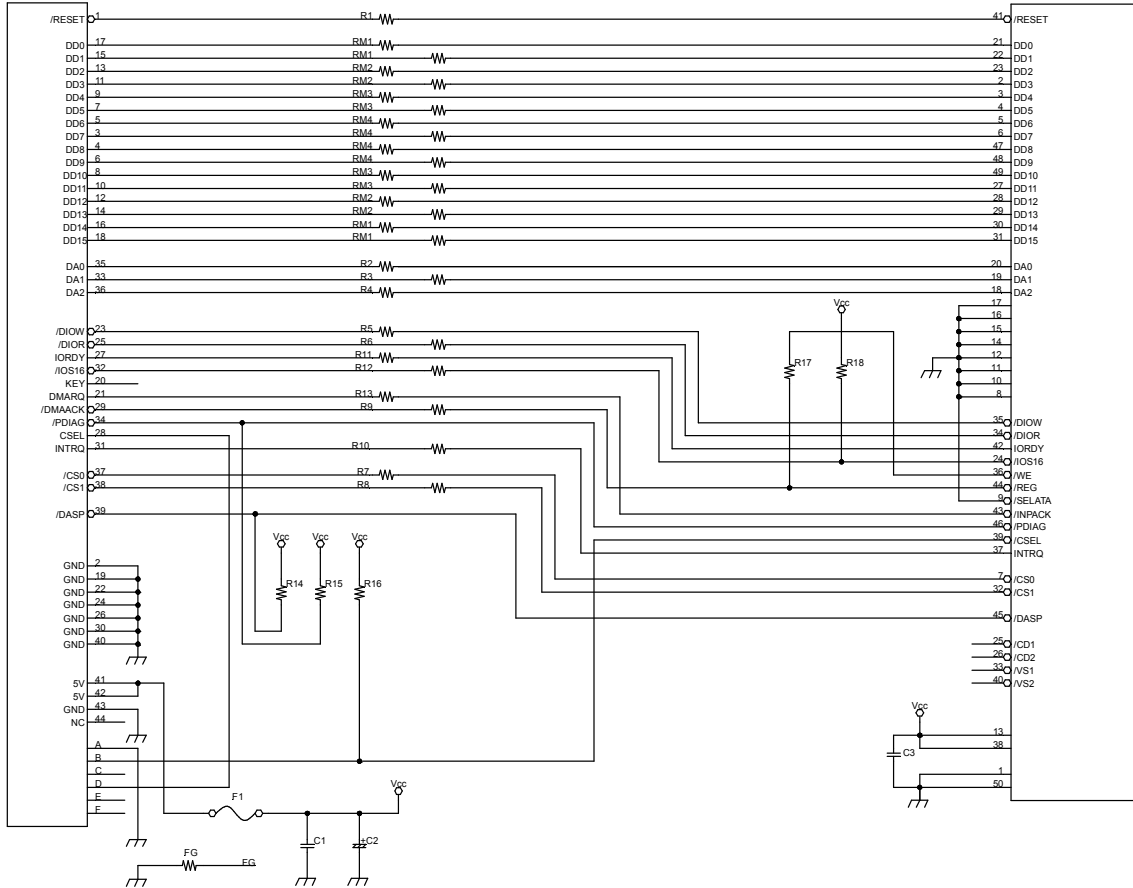 /RESET 1 R1 41 /RESET
DD0 17 RM1 21 DD0
DD1 15 RM1 22 DD1
DD2 13 RM2 23 DD2
DD3 11 RM2 2 DD3
DD4 9 RM3 3 DD4
DD5 7 RM3 4 DD5
DD6 5 RM4 5 DD6
DD7 3 RM4 6 DD7
DD8 4 RM4 47 DD8
DD9 6 RM4 48 DD9
DD10 8 RM3 49 DD10
DD11 10 RM3 27 DD11
DD12 12 RM2 28 DD12
DD13 14 RM2 29 DD13
DD14 16 RM1 30 DD14
DD15 18 RM1 31 DD15
DA0 35 R2 20 DA0
DA1 33 R3 19 DA1
DA2 36 R4 18 DA2
17
Vcc 16
/DIOW 23 R5 15
/DIOR 25 R6 14
IORDY 27 R11 12
/IOS16 32 R12 R17 R18 11
KEY 20 10
DMARQ 21 R13 8
/DMAACK 29 R9
/PDIAG 34 35 /DIOW
CSEL 28 34 /DIOR
INTRQ 31 R10 42 IORDY
24 /IOS16
/CS0 37 R7 36 /WE
/CS1 38 R8 44 /REG
9 /SELATA
/DASP 39 43 /INPACK
46 /PDIAG
Vcc Vcc Vcc 39 /CSEL
37 INTRQ
GND 2
GND 19 R14 R15 R16 7 /CS0
GND 22 32 /CS1
GND 24
GND 26 45 /DASP
GND 30
GND 40 25 /CD1
26 /CD2
33 /VS1
5V 41 40 /VS2
5V 42
GND 43 Vcc
NC 44
13
A 38
B C3
C 1
D Vcc 50
E F1
F
C1 +C2
FG FG